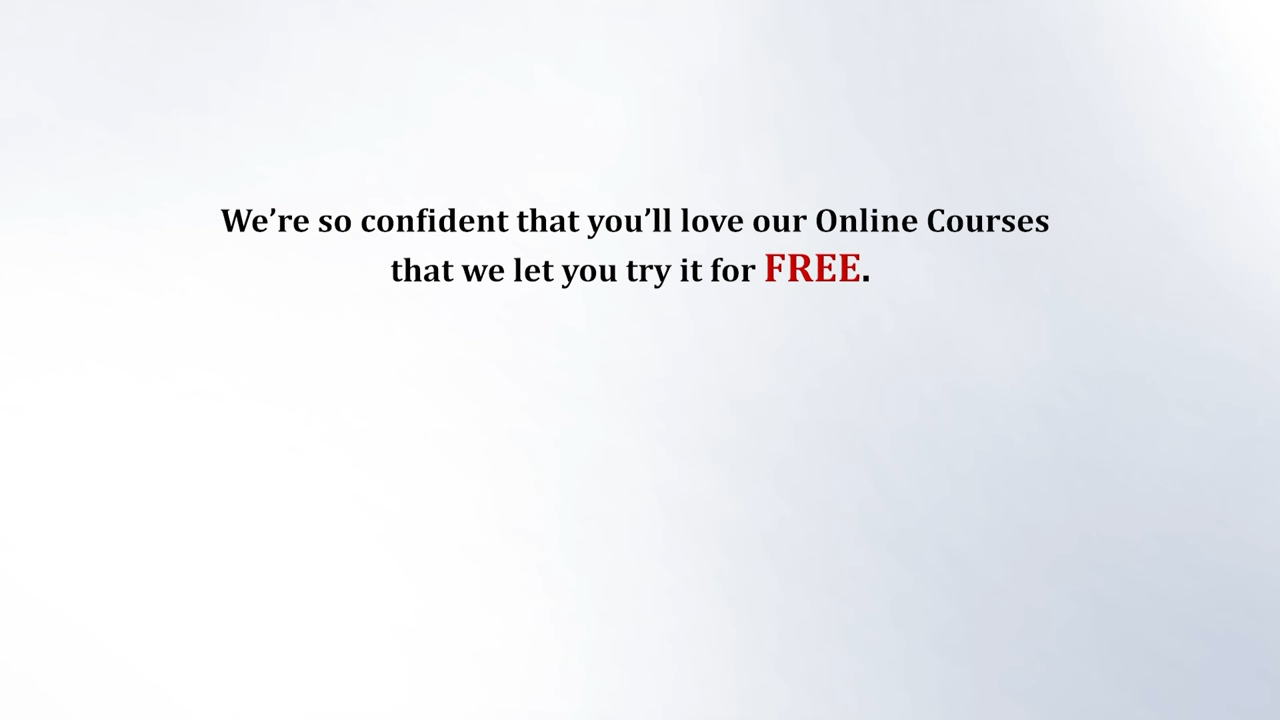 We’re so confident that you’ll love our Online Courses
that we let you try it for FREE.